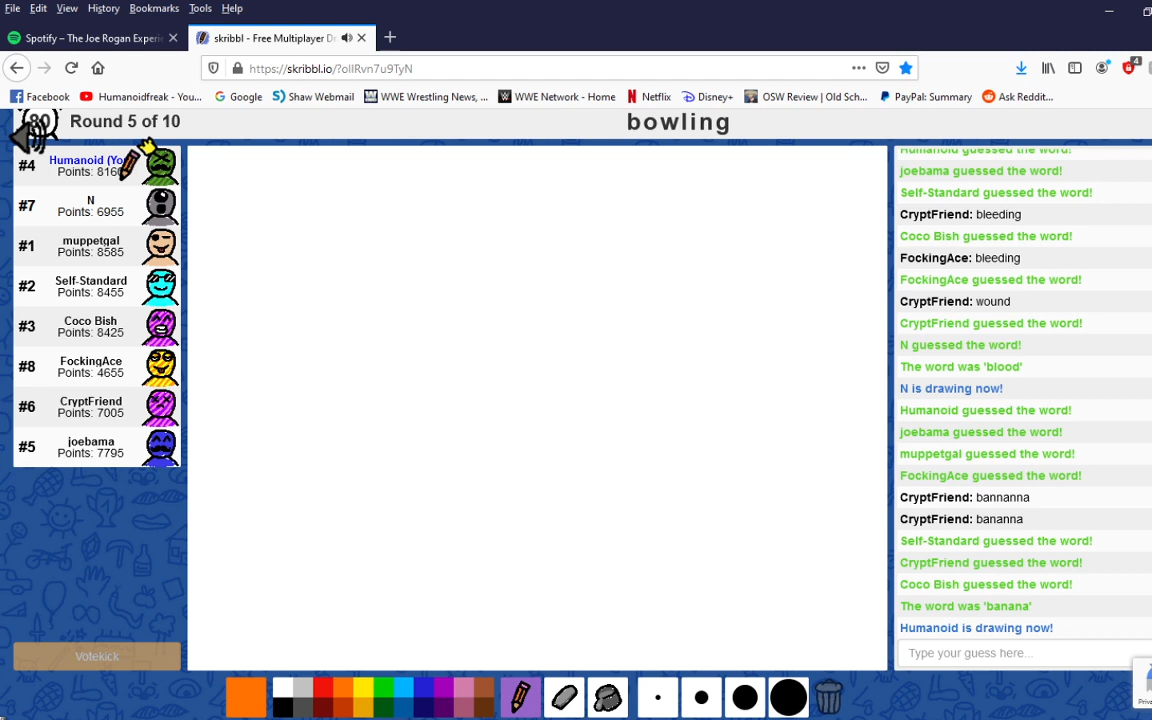 File Edit View History Bookmarks Tools Help
Spotify – The Joe Rogan Experi
skribbl - Free Multiplayer D
https://skribbl.io/?olIRvn7u9TyN
4
Facebook Humanoidfreak - You... Google Shaw Webmail WWE Wrestling News, ... WWE Network - Home Netflix Disney+ OSW Review | Old Sch... PayPal: Summary Ask Reddit...
80 Round 5 of 10
bowling
#4 Humanoid (Yo
Points: 8160
#7 N
Points: 6955
#1 muppetgal
Points: 8585
#2 Self-Standard
Points: 8455
#3 Coco Bish
Points: 8425
#8 FockingAce
Points: 4655
#6 CryptFriend
Points: 7005
#5 joebama
Points: 7795
Votekick
Humanoid guessed the word!
joebama guessed the word!
Self-Standard guessed the word!
CryptFriend: bleeding
Coco Bish guessed the word!
FockingAce: bleeding
FockingAce guessed the word!
CryptFriend: wound
CryptFriend guessed the word!
N guessed the word!
The word was 'blood'
N is drawing now!
Humanoid guessed the word!
joebama guessed the word!
muppetgal guessed the word!
FockingAce guessed the word!
CryptFriend: bannanna
CryptFriend: bananna
Self-Standard guessed the word!
CryptFriend guessed the word!
Coco Bish guessed the word!
The word was 'banana'
Humanoid is drawing now!
Type your guess here...
Priva